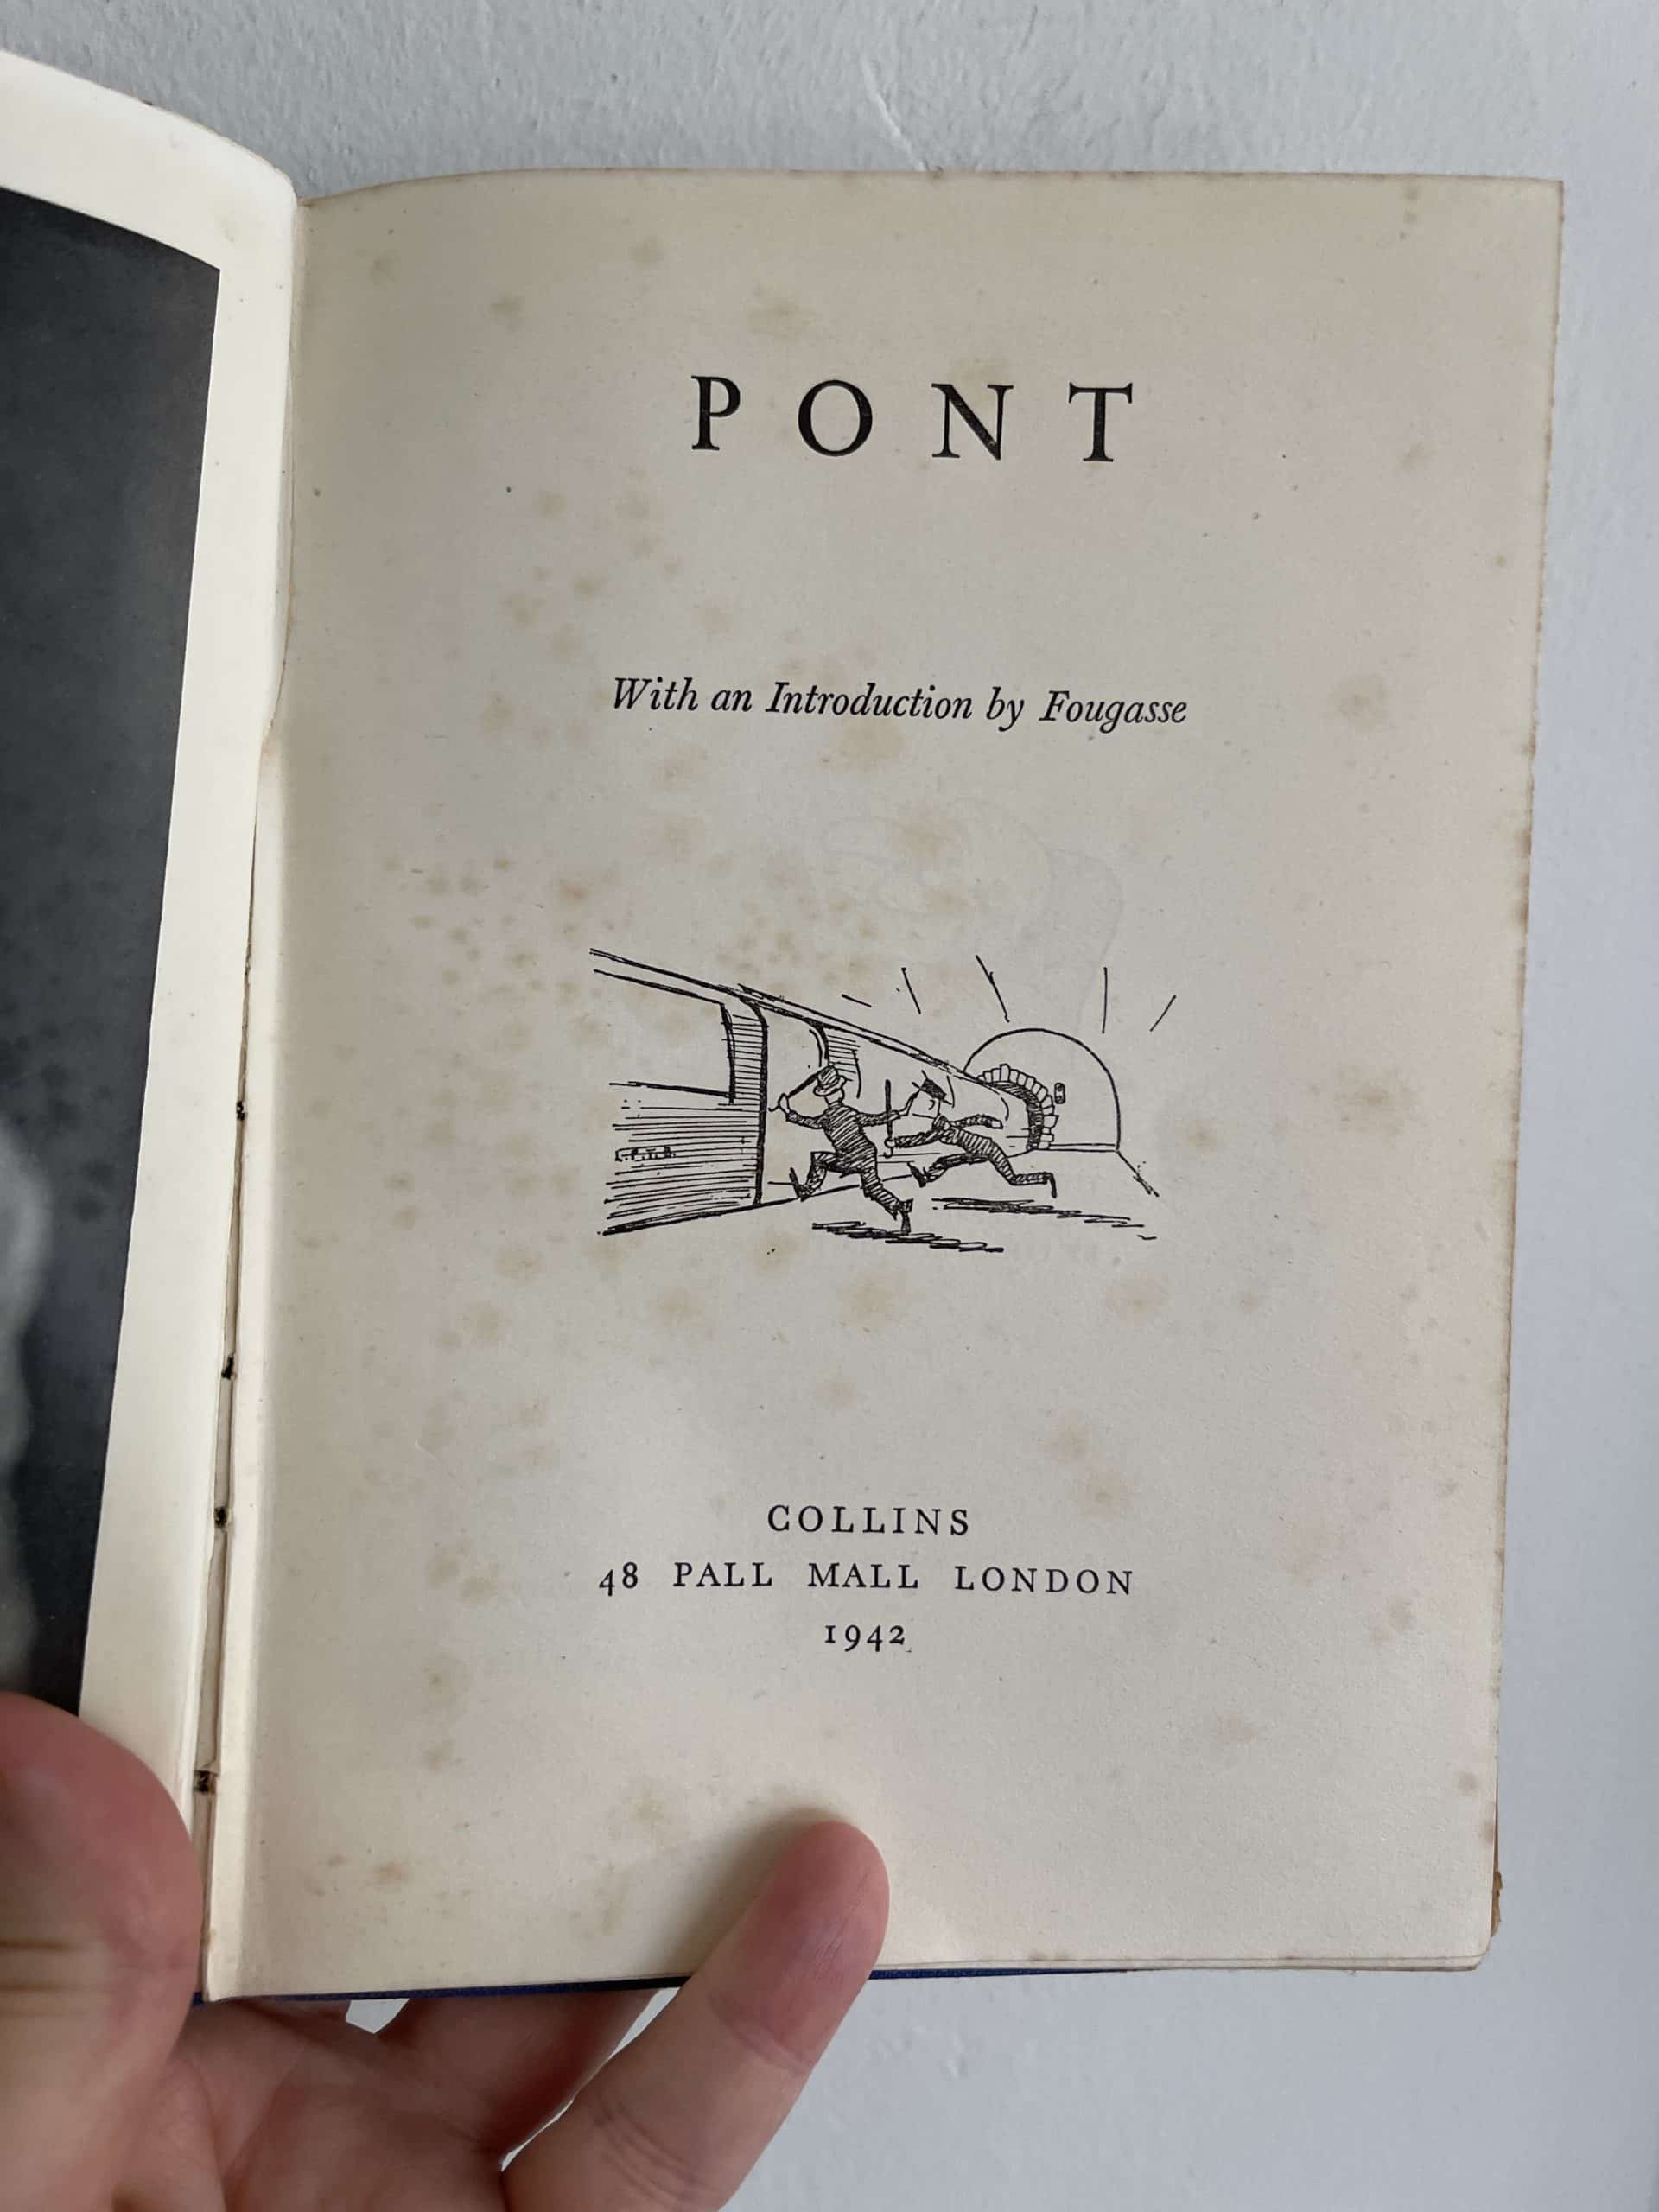 PONT
With an Introduction by Fougasse
L.P.T.B.
COLLINS
48 PALL MALL LONDON
1942